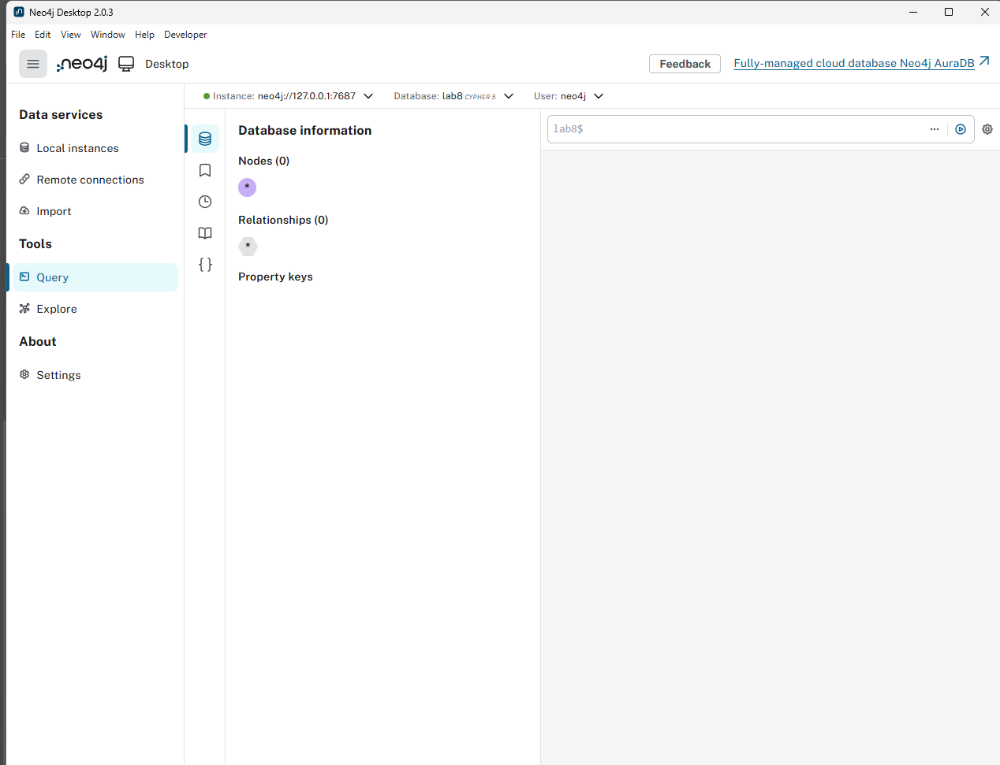 Neo4j Desktop 2.0.3
File Edit View Window Help Developer
neo4j Desktop
Feedback
Fully-managed cloud database Neo4j AuraDB
Instance: neo4j://127.0.0.1:7687
Database: lab8 CYPHER 5
User: neo4j
Data services
Local instances
Remote connections
Import
Tools
Query
Explore
About
Settings
Database information
Nodes (0)
*
Relationships (0)
*
Property keys
lab8$